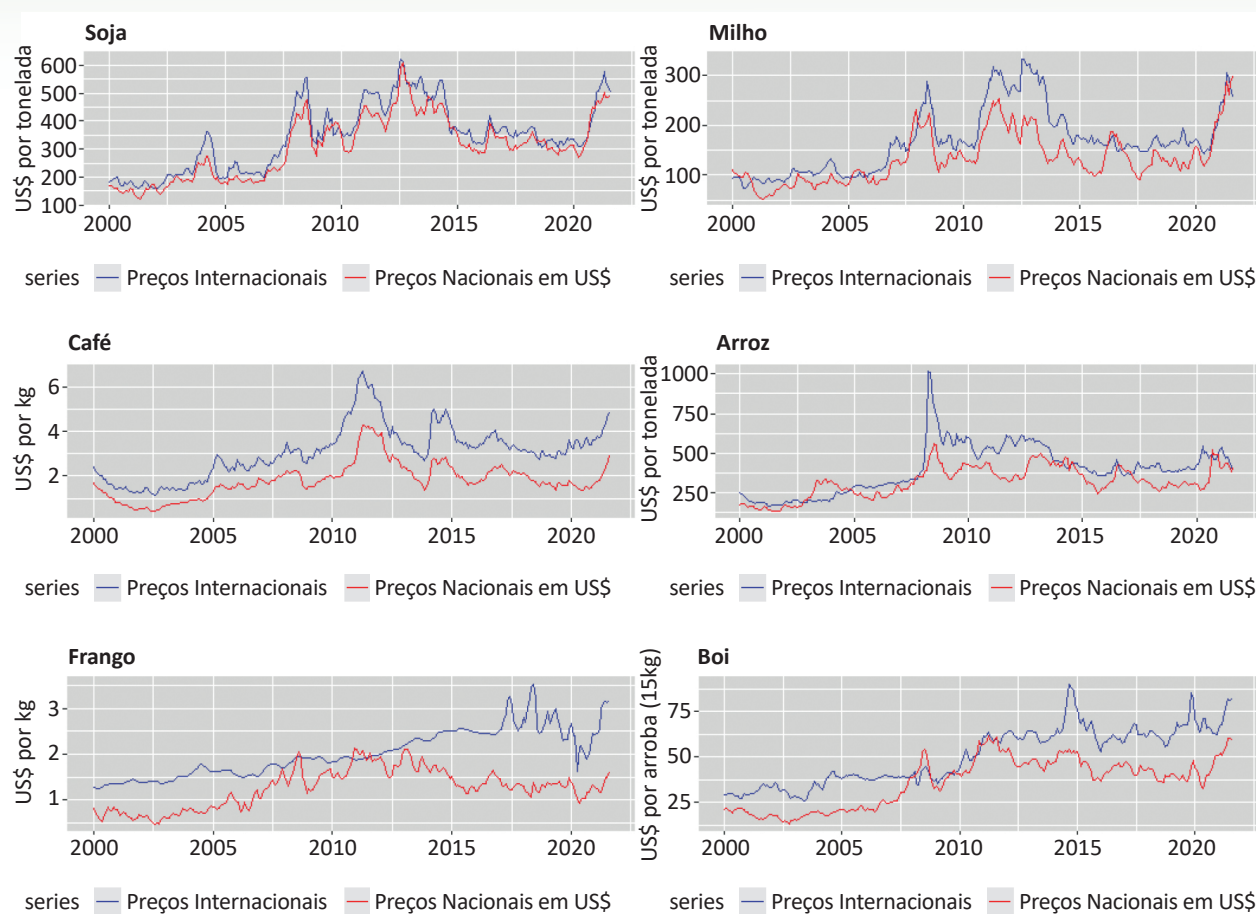 Soja
US$ por tonelada
600
500
400
300
200
100
2000 2005 2010 2015 2020
series Preços Internacionais Preços Nacionais em US$
Milho
US$ por tonelada
300
200
100
2000 2005 2010 2015 2020
series Preços Internacionais Preços Nacionais em US$
Café
US$ por kg
6
4
2
2000 2005 2010 2015 2020
series Preços Internacionais Preços Nacionais em US$
Arroz
US$ por tonelada
1000
750
500
250
2000 2005 2010 2015 2020
series Preços Internacionais Preços Nacionais em US$
Frango
US$ por kg
3
2
1
2000 2005 2010 2015 2020
series Preços Internacionais Preços Nacionais em US$
Boi
US$ por arroba (15kg)
75
50
25
2000 2005 2010 2015 2020
series Preços Internacionais Preços Nacionais em US$